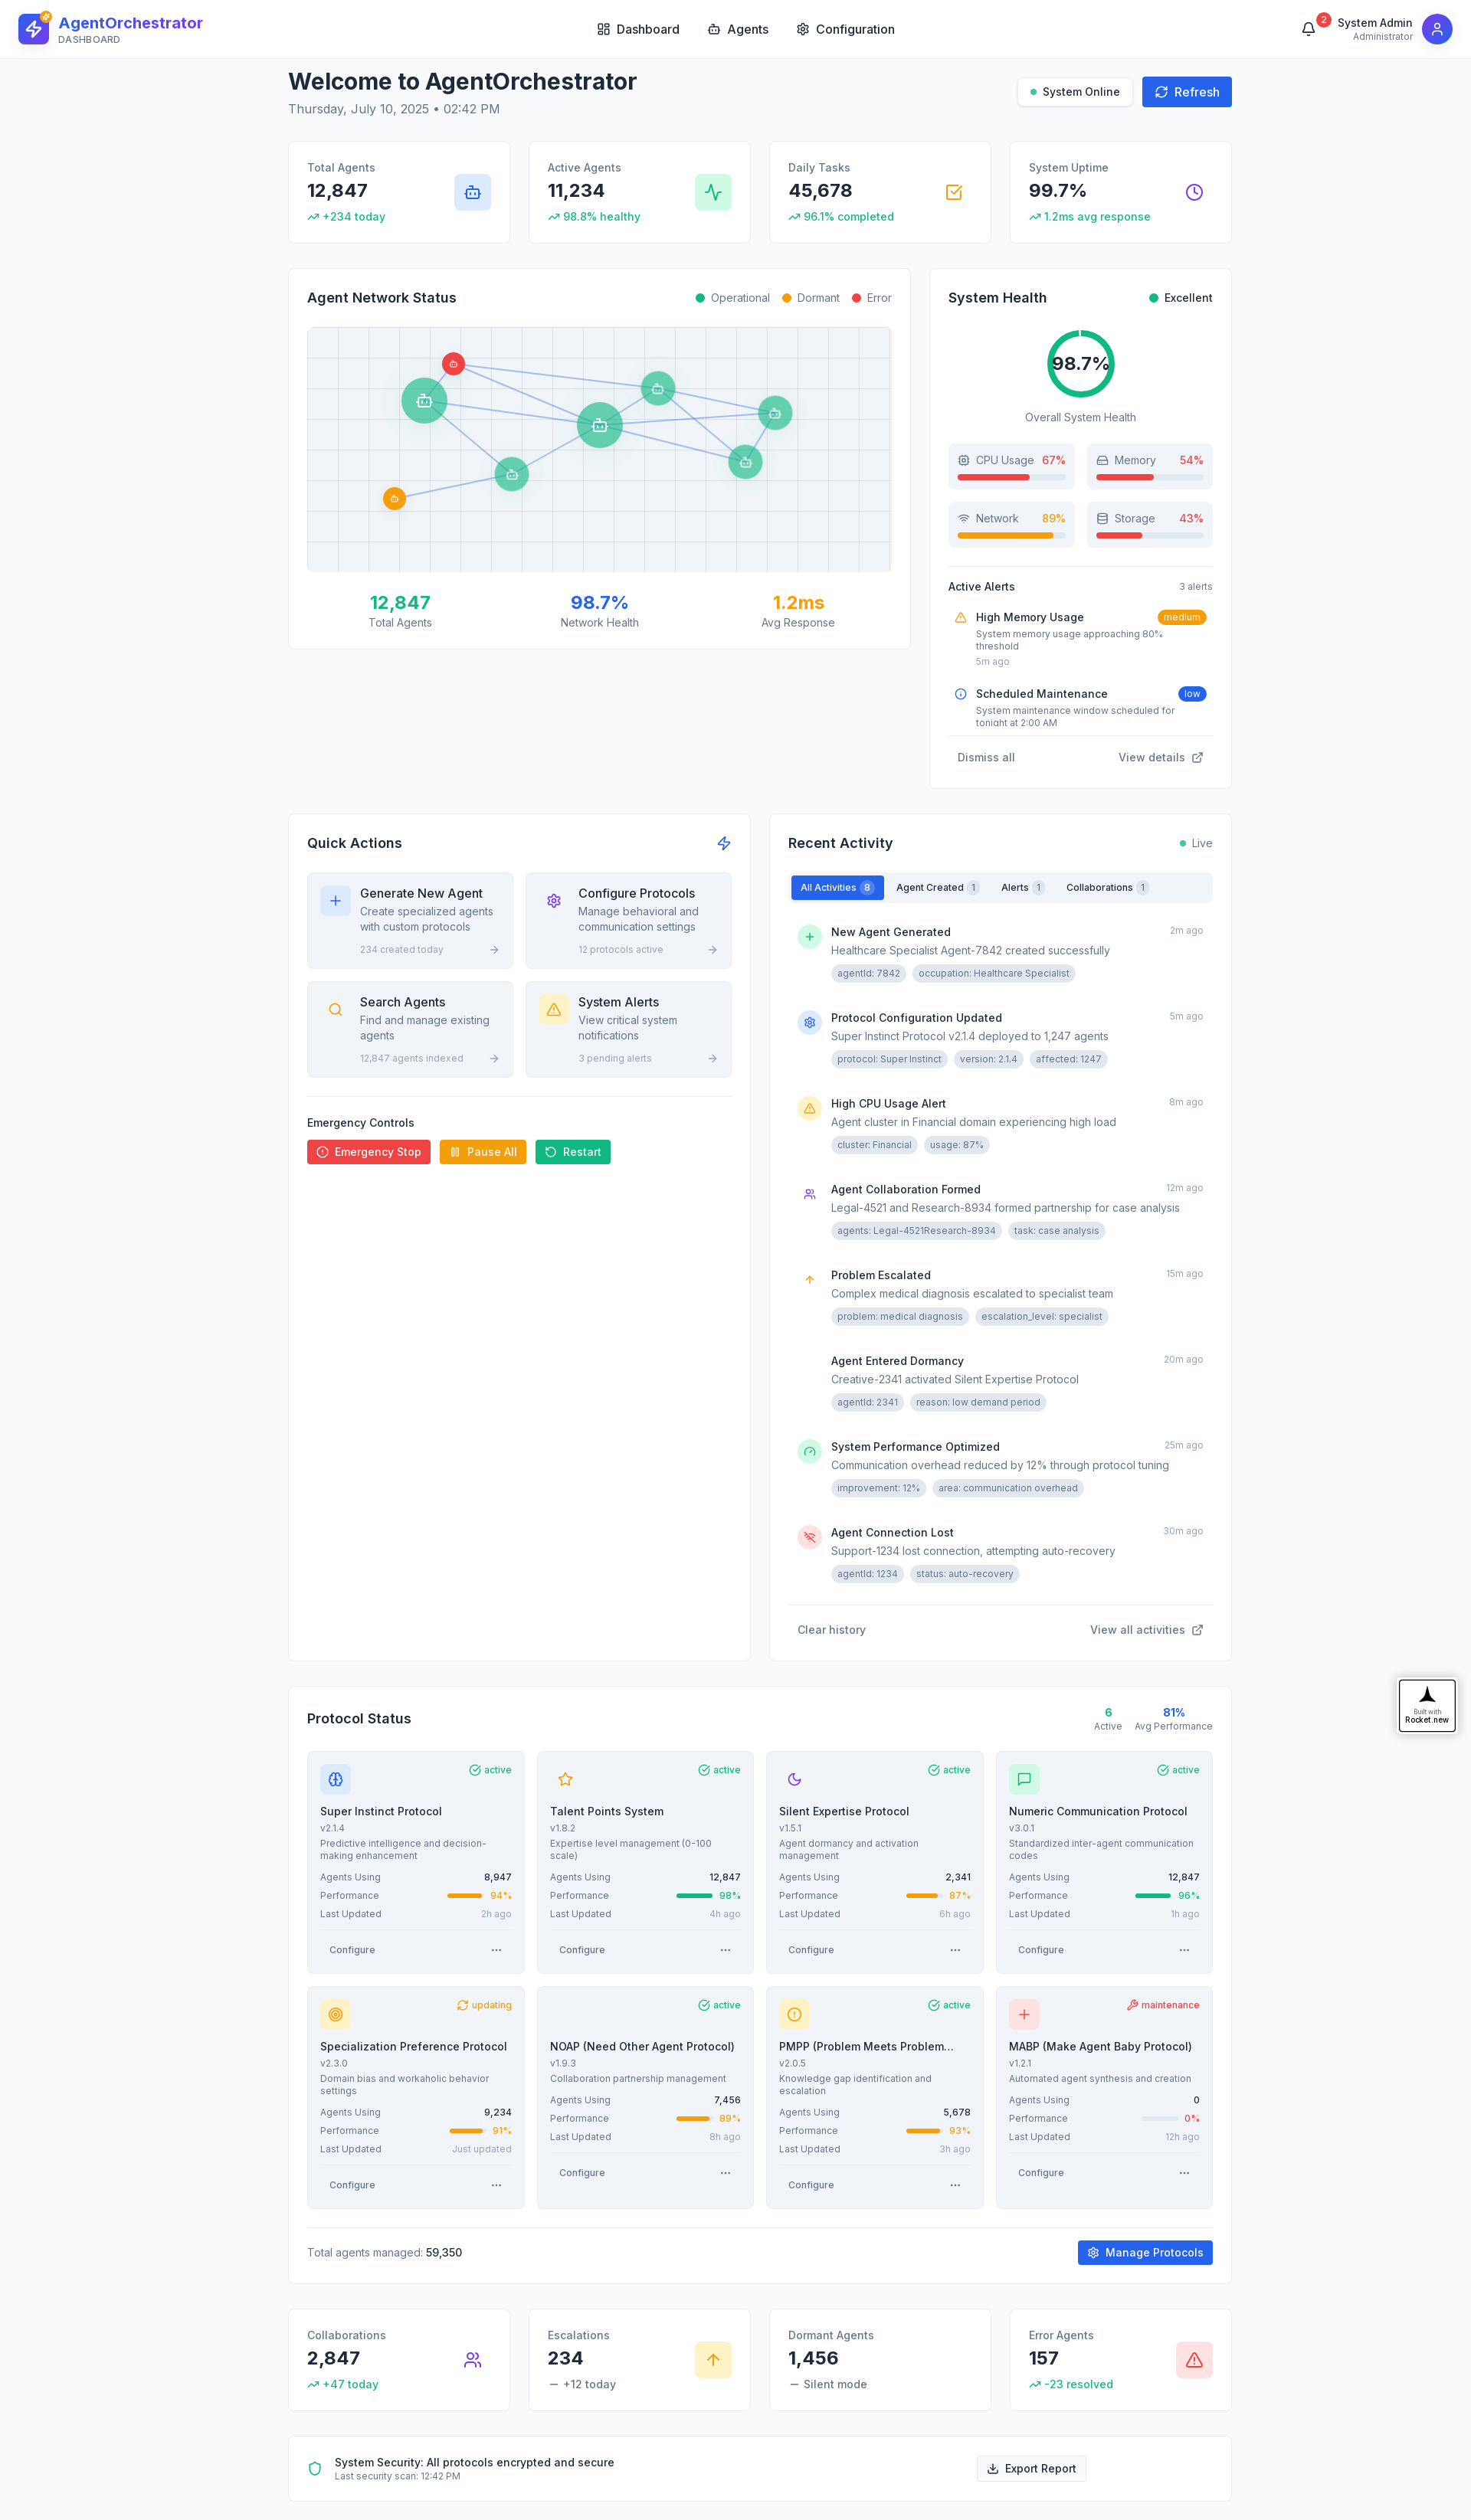 AgentOrchestrator
DASHBOARD
Dashboard
Agents
Configuration
2
System Admin
Administrator
Welcome to AgentOrchestrator
Thursday, July 10, 2025 • 02:42 PM
System Online
Refresh
Total Agents
12,847
+234 today
Active Agents
11,234
98.8% healthy
Daily Tasks
45,678
96.1% completed
System Uptime
99.7%
1.2ms avg response
Agent Network Status
Operational
Dormant
Error
12,847
Total Agents
98.7%
Network Health
1.2ms
Avg Response
System Health
Excellent
98.7%
Overall System Health
CPU Usage 67%
Memory 54%
Network 89%
Storage 43%
Active Alerts
3 alerts
High Memory Usage
medium
System memory usage approaching 80%
threshold
5m ago
Scheduled Maintenance
low
System maintenance window scheduled for
tonight at 2:00 AM
Dismiss all
View details
Quick Actions
Generate New Agent
Create specialized agents
with custom protocols
234 created today
Configure Protocols
Manage behavioral and
communication settings
12 protocols active
Search Agents
Find and manage existing
agents
12,847 agents indexed
System Alerts
View critical system
notifications
3 pending alerts
Emergency Controls
Emergency Stop
Pause All
Restart
Recent Activity
Live
All Activities 8
Agent Created 1
Alerts 1
Collaborations 1
New Agent Generated
2m ago
Healthcare Specialist Agent-7842 created successfully
agentId: 7842
occupation: Healthcare Specialist
Protocol Configuration Updated
5m ago
Super Instinct Protocol v2.1.4 deployed to 1,247 agents
protocol: Super Instinct
version: 2.1.4
affected: 1247
High CPU Usage Alert
8m ago
Agent cluster in Financial domain experiencing high load
cluster: Financial
usage: 87%
Agent Collaboration Formed
12m ago
Legal-4521 and Research-8934 formed partnership for case analysis
agents: Legal-4521Research-8934
task: case analysis
Problem Escalated
15m ago
Complex medical diagnosis escalated to specialist team
problem: medical diagnosis
escalation_level: specialist
Agent Entered Dormancy
20m ago
Creative-2341 activated Silent Expertise Protocol
agentId: 2341
reason: low demand period
System Performance Optimized
25m ago
Communication overhead reduced by 12% through protocol tuning
improvement: 12%
area: communication overhead
Agent Connection Lost
30m ago
Support-1234 lost connection, attempting auto-recovery
agentId: 1234
status: auto-recovery
Clear history
View all activities
Built with
Rocket.new
Protocol Status
6
Active
81%
Avg Performance
active
Super Instinct Protocol
v2.1.4
Predictive intelligence and decision-
making enhancement
Agents Using 8,947
Performance 94%
Last Updated 2h ago
Configure
active
Talent Points System
v1.8.2
Expertise level management (0-100
scale)
Agents Using 12,847
Performance 98%
Last Updated 4h ago
Configure
active
Silent Expertise Protocol
v1.5.1
Agent dormancy and activation
management
Agents Using 2,341
Performance 87%
Last Updated 6h ago
Configure
active
Numeric Communication Protocol
v3.0.1
Standardized inter-agent communication
codes
Agents Using 12,847
Performance 96%
Last Updated 1h ago
Configure
updating
Specialization Preference Protocol
v2.3.0
Domain bias and workaholic behavior
settings
Agents Using 9,234
Performance 91%
Last Updated Just updated
Configure
active
NOAP (Need Other Agent Protocol)
v1.9.3
Collaboration partnership management
Agents Using 7,456
Performance 89%
Last Updated 8h ago
Configure
active
PMPP (Problem Meets Problem...
v2.0.5
Knowledge gap identification and
escalation
Agents Using 5,678
Performance 93%
Last Updated 3h ago
Configure
maintenance
MABP (Make Agent Baby Protocol)
v1.2.1
Automated agent synthesis and creation
Agents Using 0
Performance 0%
Last Updated 12h ago
Configure
Total agents managed: 59,350
Manage Protocols
Collaborations
2,847
+47 today
Escalations
234
+12 today
Dormant Agents
1,456
Silent mode
Error Agents
157
-23 resolved
System Security: All protocols encrypted and secure
Last security scan: 12:42 PM
Export Report